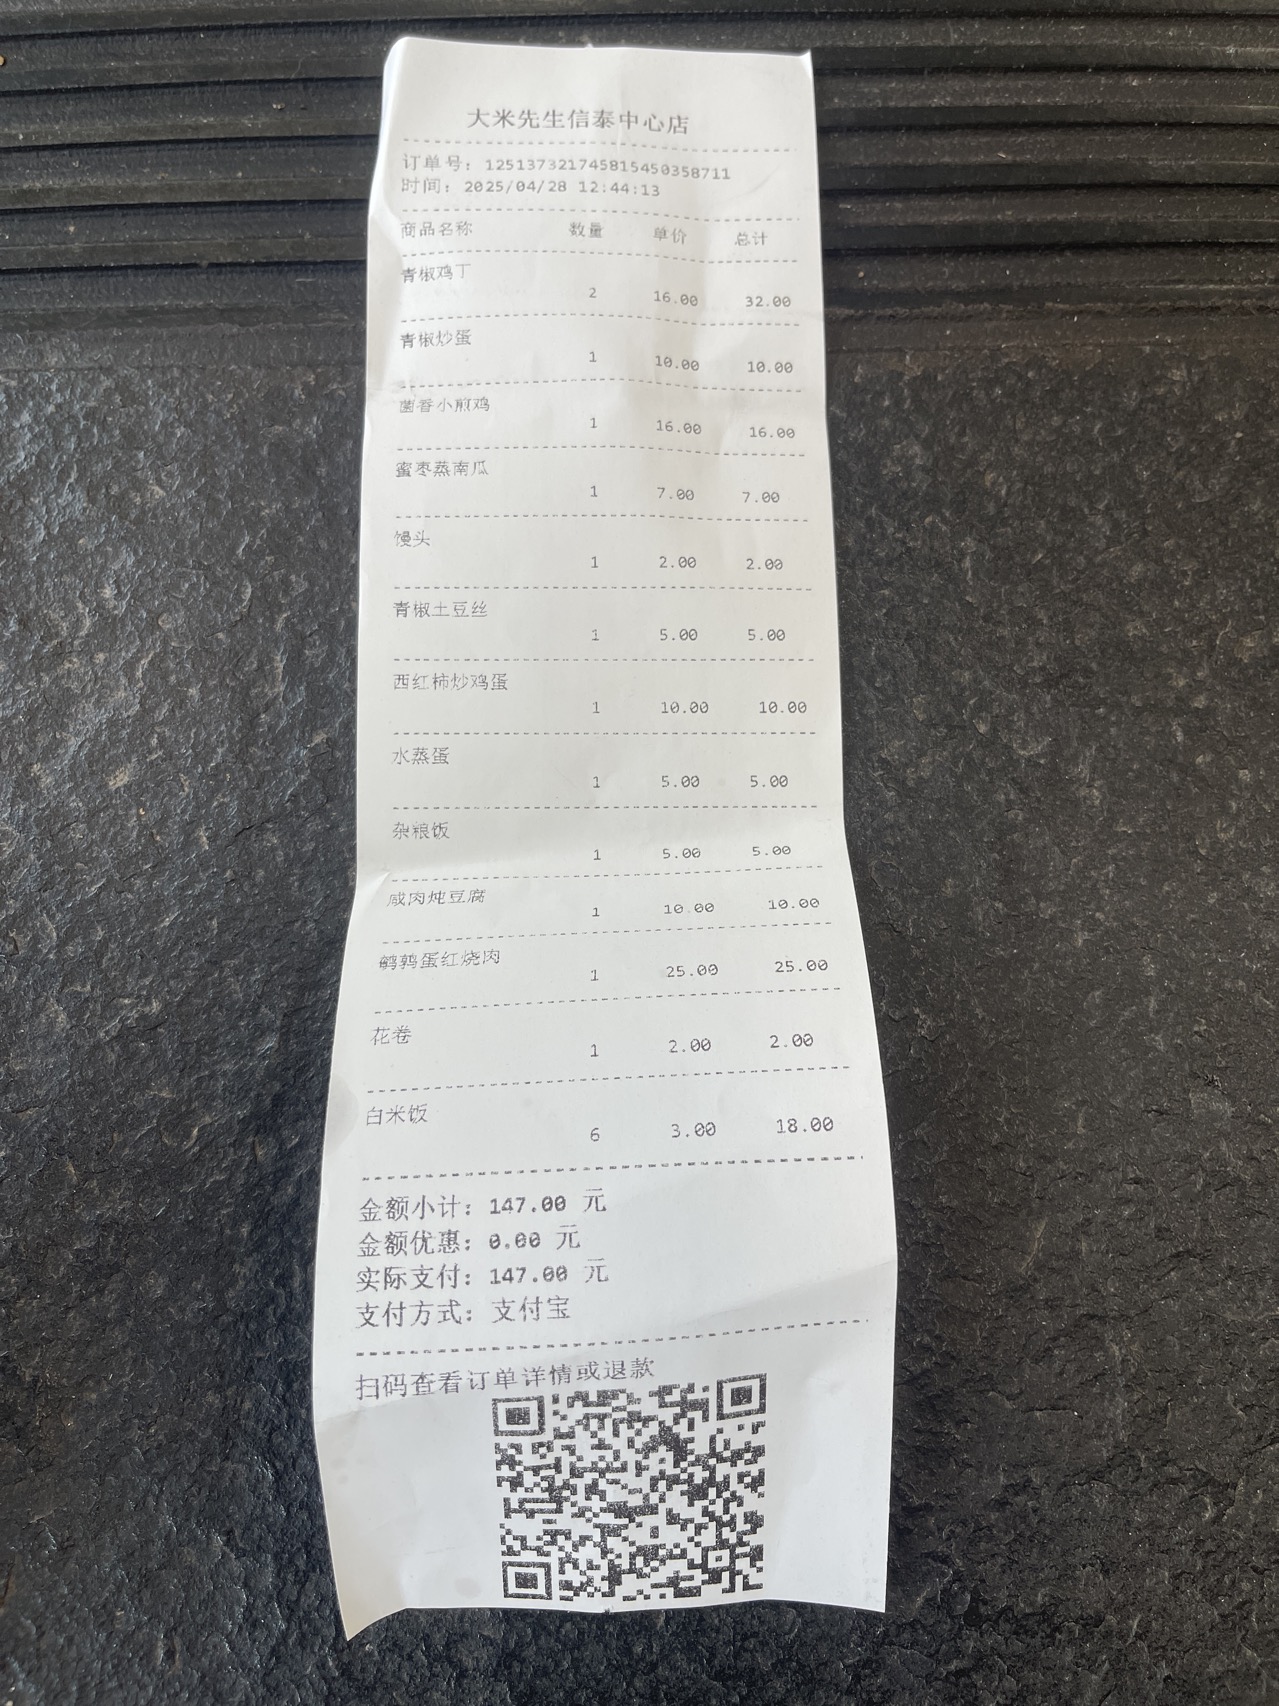 大米先生信泰中心店
订单号：125137321745815450358711
时间：2025/04/28 12:44:13
商品名称 数量 单价 总计
青椒鸡丁
2 16.00 32.00
青椒炒蛋
1 10.00 10.00
菌香小煎鸡
1 16.00 16.00
蜜枣蒸南瓜
1 7.00 7.00
馒头
1 2.00 2.00
青椒土豆丝
1 5.00 5.00
西红柿炒鸡蛋
1 10.00 10.00
水蒸蛋
1 5.00 5.00
杂粮饭
1 5.00 5.00
咸肉炖豆腐
1 10.00 10.00
鹌鹑蛋红烧肉
1 25.00 25.00
花卷
1 2.00 2.00
白米饭
6 3.00 18.00
金额小计：147.00 元
金额优惠：0.00 元
实际支付：147.00 元
支付方式：支付宝
扫码查看订单详情或退款